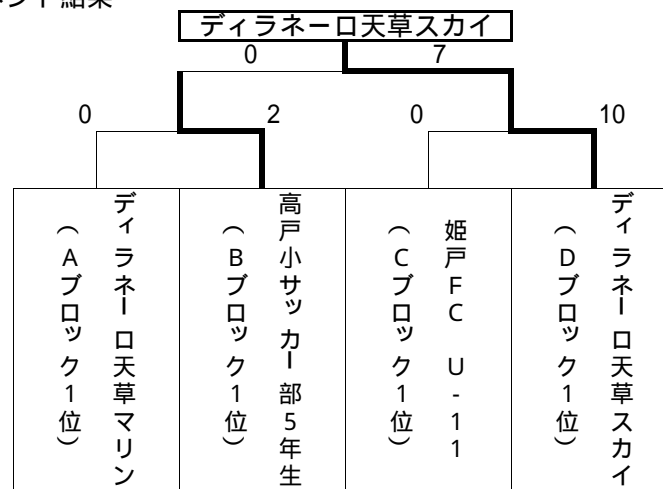 ント結果
ディラネーロ天草スカイ
0 7
0 2 0 10
ディラネーロ天草マリン
(Aブロック1位)
高戸小サッカー部5年生
(Bブロック1位)
姫戸FC U-11
(Cブロック1位)
ディラネーロ天草スカイ
(Dブロック1位)